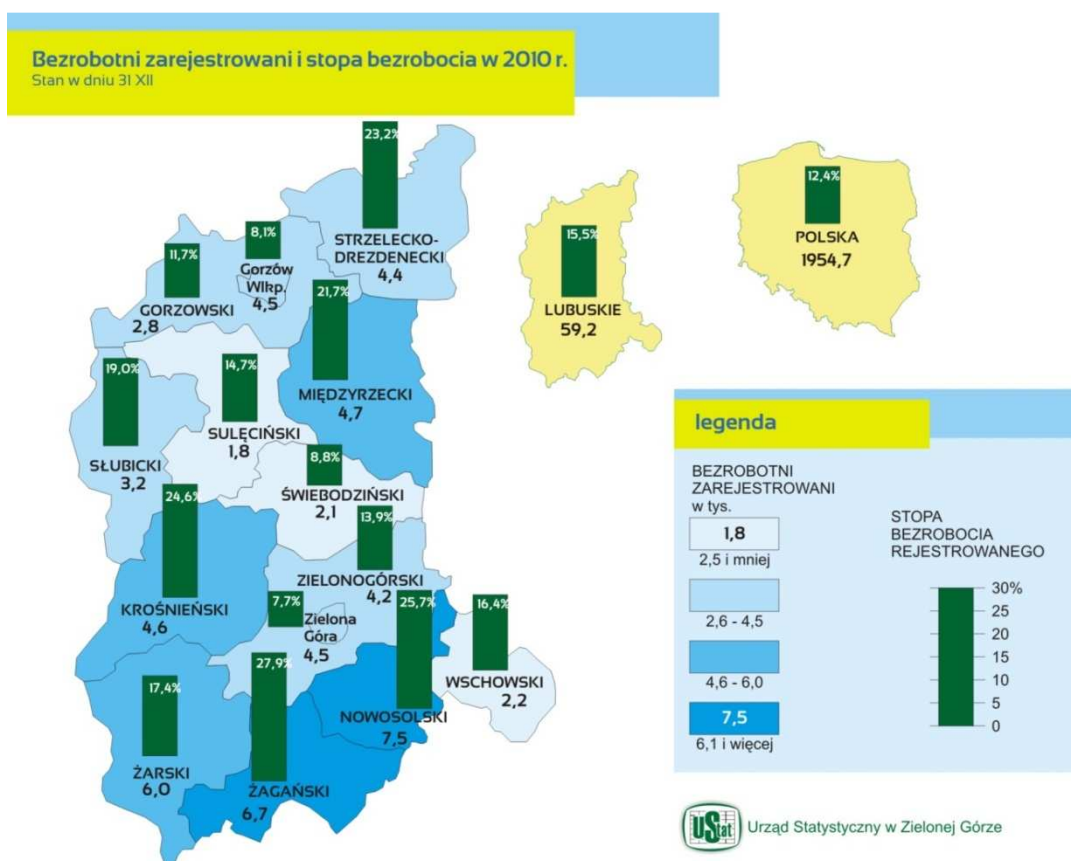 Bezrobotni zarejestrowani i stopa bezrobocia w 2010 r.
Stan w dniu 31 XII
23,2%
STRZELECKO-
DREZDENECKI
4,4
8,1%
Gorzów
Wlkp.
4,5
11,7%
GORZOWSKI
2,8
21,7%
MIĘDZYRZECKI
4,7
19,0%
SŁUBICKI
3,2
14,7%
SULĘCIŃSKI
1,8
8,8%
ŚWIEBODZIŃSKI
2,1
24,6%
KROŚNIEŃSKI
4,6
13,9%
ZIELONOGÓRSKI
4,2
7,7%
Zielona
Góra
4,5
25,7%
NOWOSOLSKI
7,5
16,4%
WSCHOWSKI
2,2
17,4%
ŻARSKI
6,0
27,9%
ŻAGAŃSKI
6,7
15,5%
LUBUSKIE
59,2
12,4%
POLSKA
1954,7
legenda
BEZROBOTNI
ZAREJESTROWANI
w tys.
1,8
2,5 i mniej
2,6 - 4,5
4,6 - 6,0
7,5
6,1 i więcej
STOPA
BEZROBOCIA
REJESTROWANEGO
30%
25
20
15
10
5
0
UStat
Urząd Statystyczny w Zielonej Górze